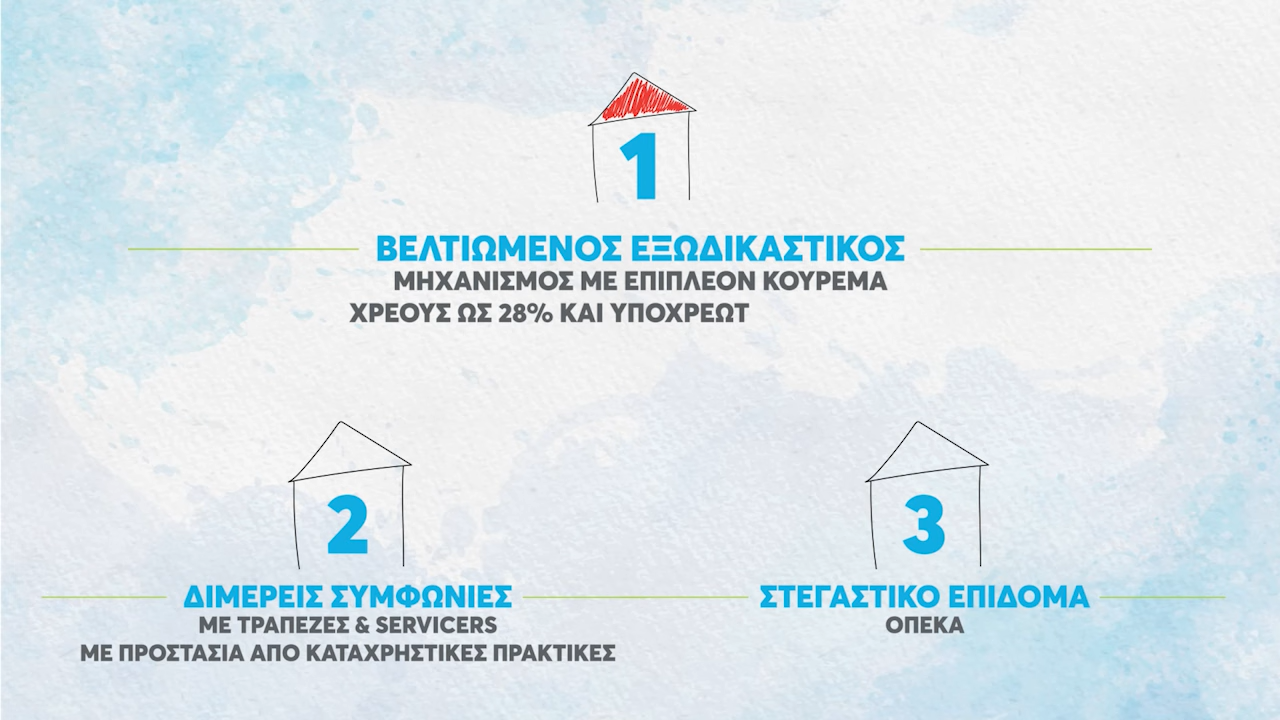 1
ΒΕΛΤΙΩΜΕΝΟΣ ΕΞΩΔΙΚΑΣΤΙΚΟΣ
ΜΗΧΑΝΙΣΜΟΣ ΜΕ ΕΠΙΠΛΕΟΝ ΚΟΥΡΕΜΑ
ΧΡΕΟΥΣ ΩΣ 28% ΚΑΙ ΥΠΟΧΡΕΩΤ
2
ΔΙΜΕΡΕΙΣ ΣΥΜΦΩΝΙΕΣ
ΜΕ ΤΡΑΠΕΖΕΣ & SERVICERS
ΜΕ ΠΡΟΣΤΑΣΙΑ ΑΠΟ ΚΑΤΑΧΡΗΣΤΙΚΕΣ ΠΡΑΚΤΙΚΕΣ
3
ΣΤΕΓΑΣΤΙΚΟ ΕΠΙΔΟΜΑ
ΟΠΕΚΑ